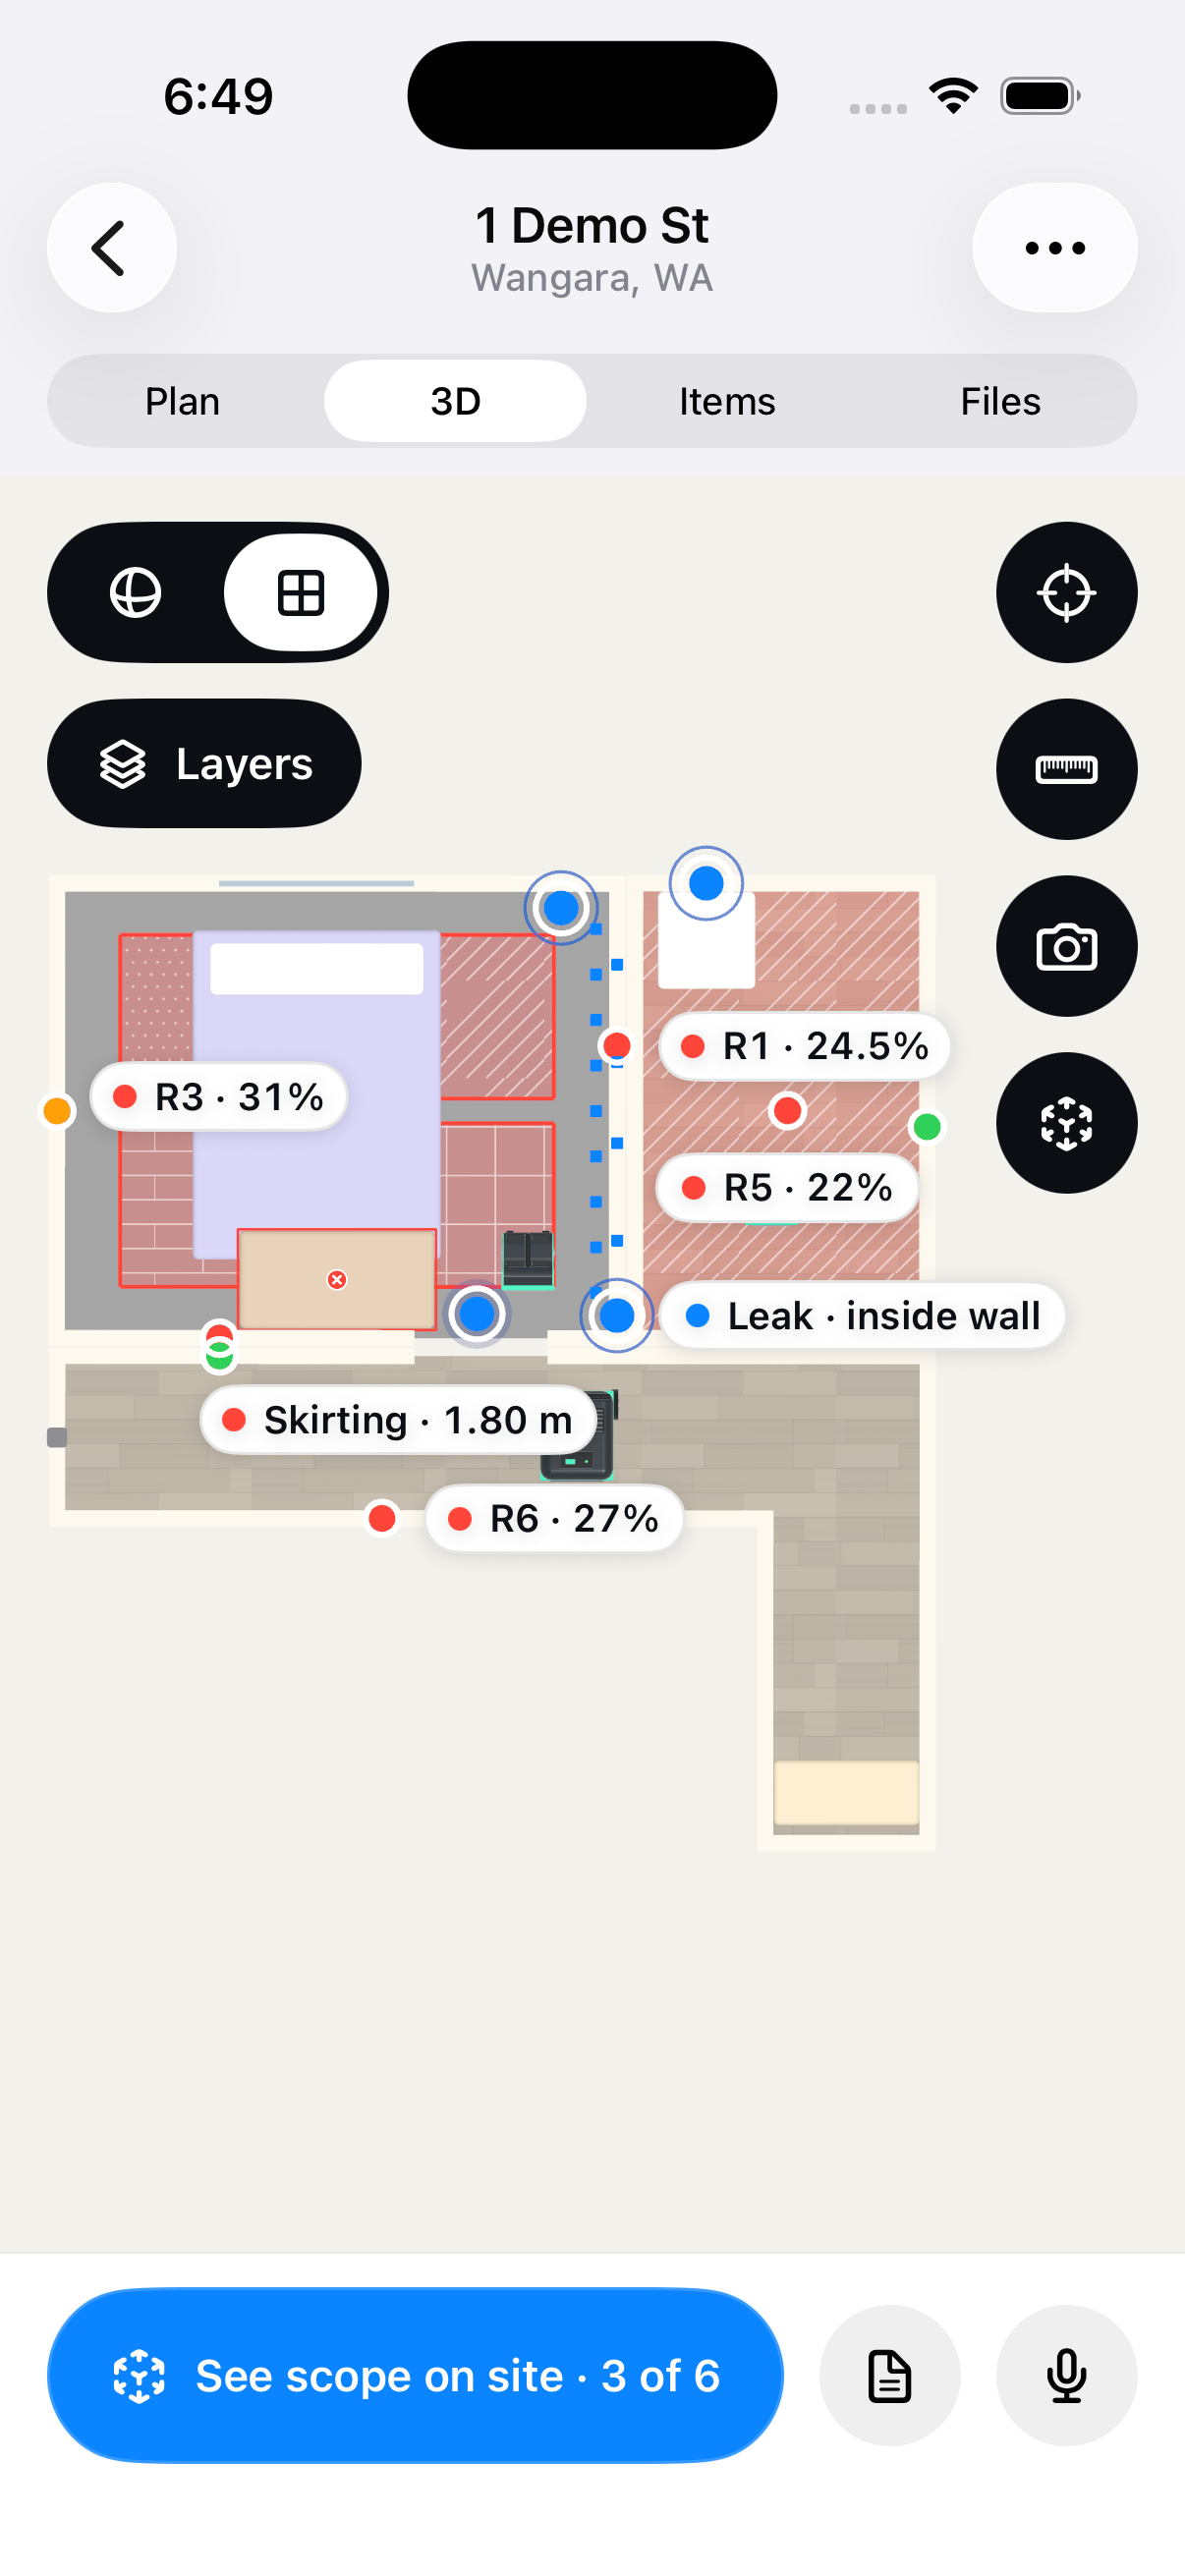 6:49
1 Demo St
Wangara, WA
Plan
3D
Items
Files
Layers
R1 · 24.5%
R3 · 31%
R5 · 22%
Leak · inside wall
Skirting · 1.80 m
R6 · 27%
See scope on site · 3 of 6